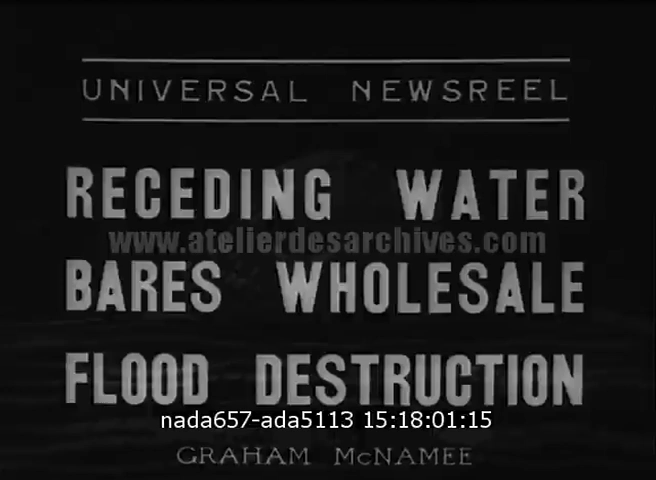 UNIVERSAL NEWSREEL
RECEDING WATER
www.atelierdesarchives.com
BARES WHOLESALE
FLOOD DESTRUCTION
nada657-ada5113 15:18:01:15
GRAHAM McNAMEE